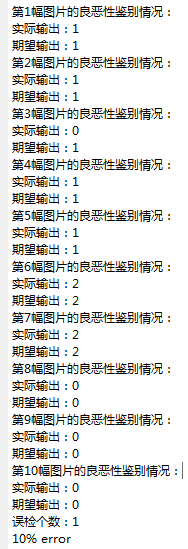 第1幅图片的良恶性鉴别情况：
实际输出：1
期望输出：1
第2幅图片的良恶性鉴别情况：
实际输出：1
期望输出：1
第3幅图片的良恶性鉴别情况：
实际输出：0
期望输出：1
第4幅图片的良恶性鉴别情况：
实际输出：1
期望输出：1
第5幅图片的良恶性鉴别情况：
实际输出：1
期望输出：1
第6幅图片的良恶性鉴别情况：
实际输出：2
期望输出：2
第7幅图片的良恶性鉴别情况：
实际输出：2
期望输出：2
第8幅图片的良恶性鉴别情况：
实际输出：0
期望输出：0
第9幅图片的良恶性鉴别情况：
实际输出：0
期望输出：0
第10幅图片的良恶性鉴别情况：
实际输出：0
期望输出：0
误检个数：1
10% error